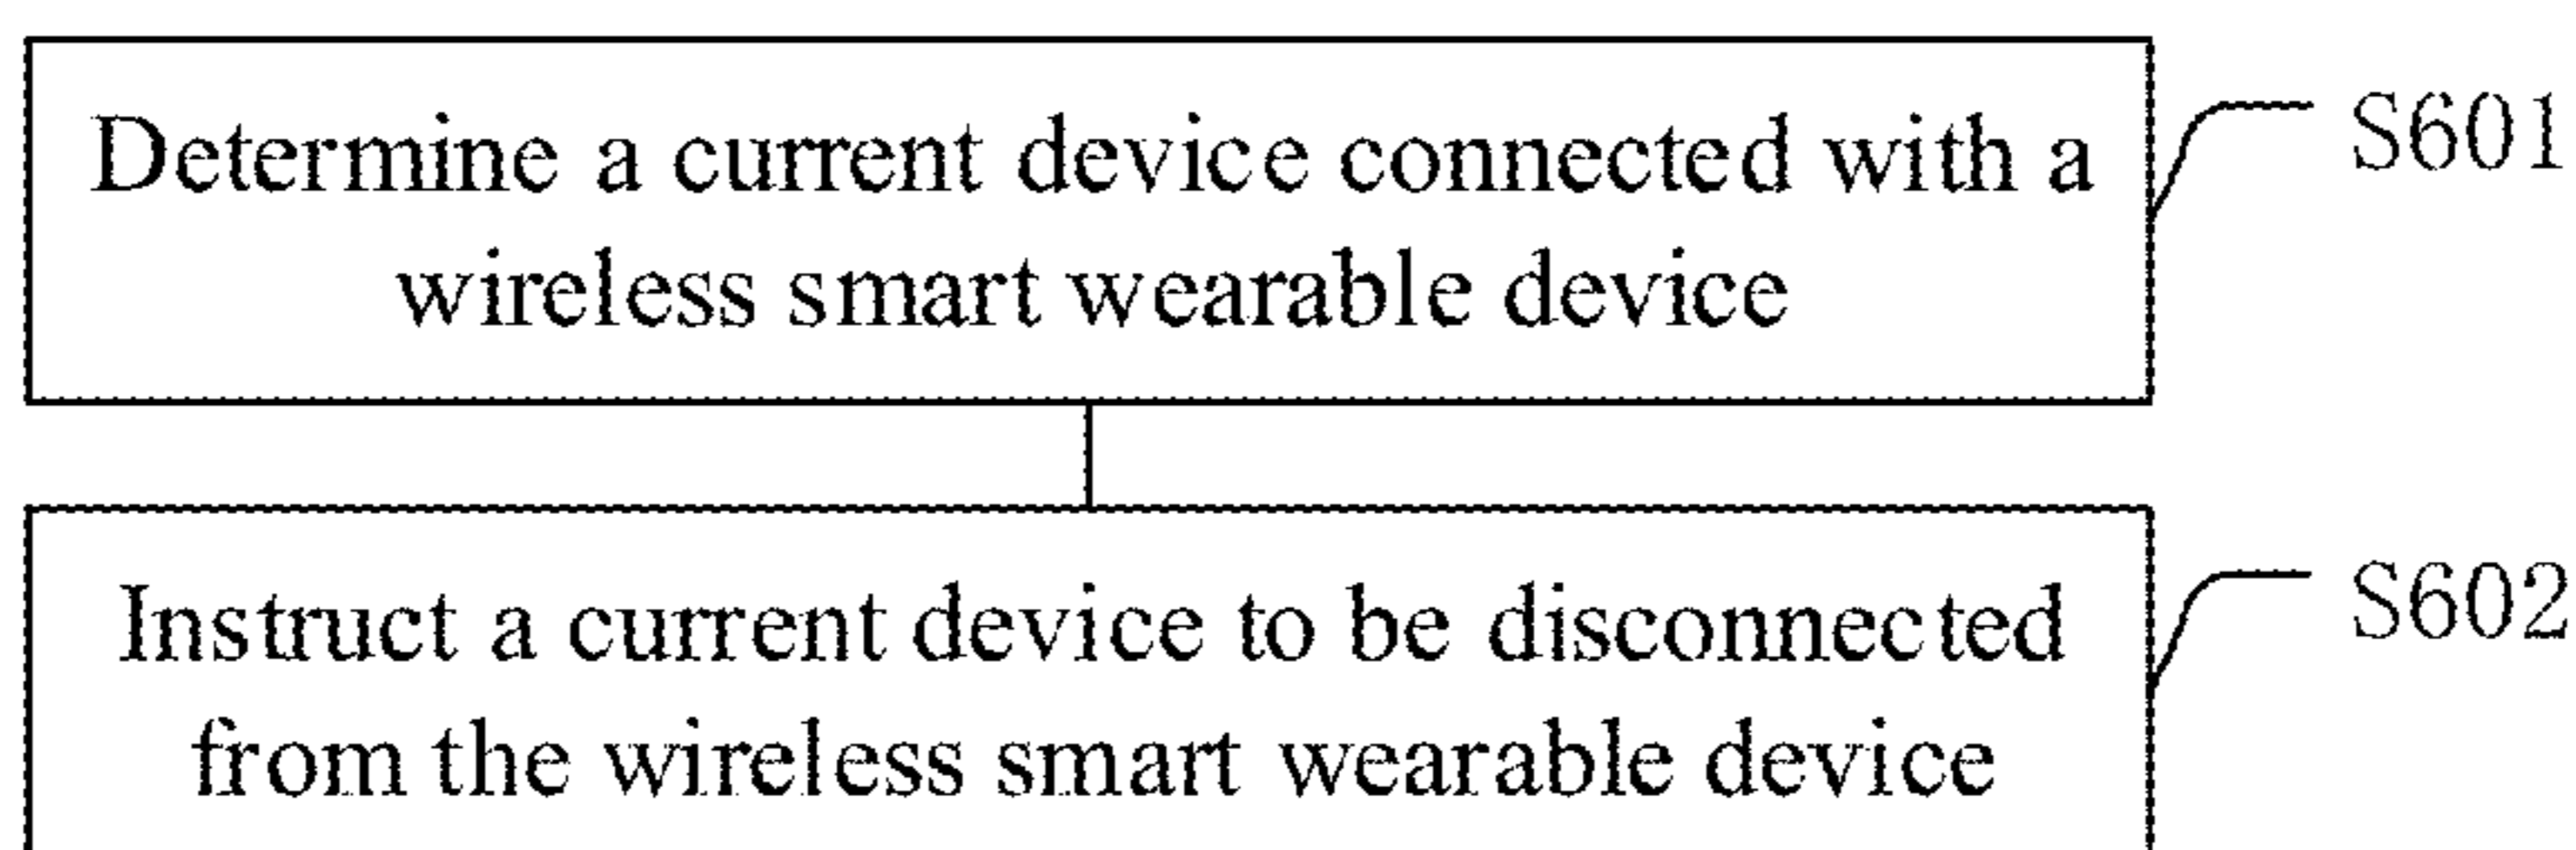 Determine a current device connected with a
S601
wireless smart wearable device
Instruct a current device to be disconnected
S602
from the wireless smart wearable device